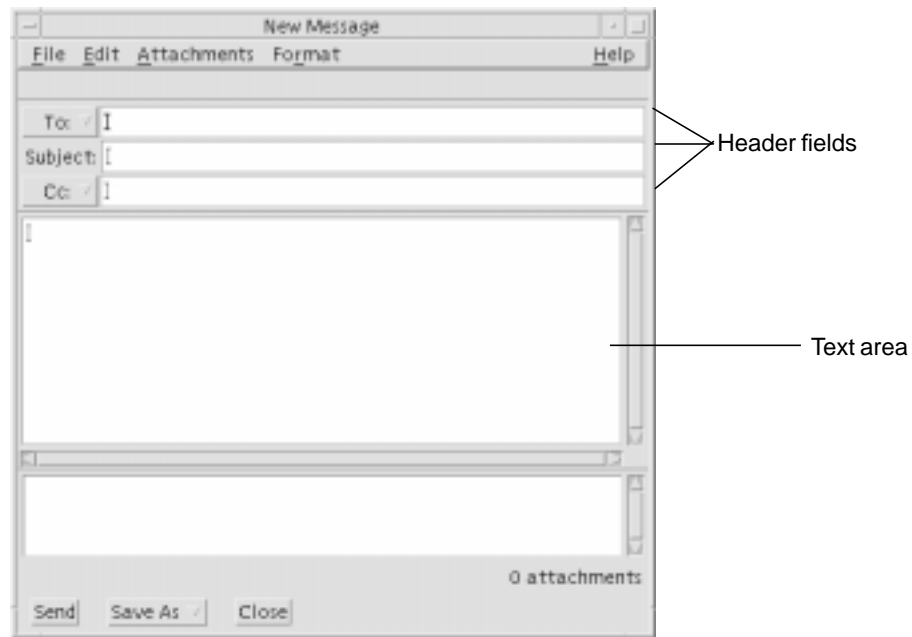 New Message
File Edit Attachments Format Help
To:
Subject:
Cc:
Header fields
Text area
0 attachments
Send Save As Close